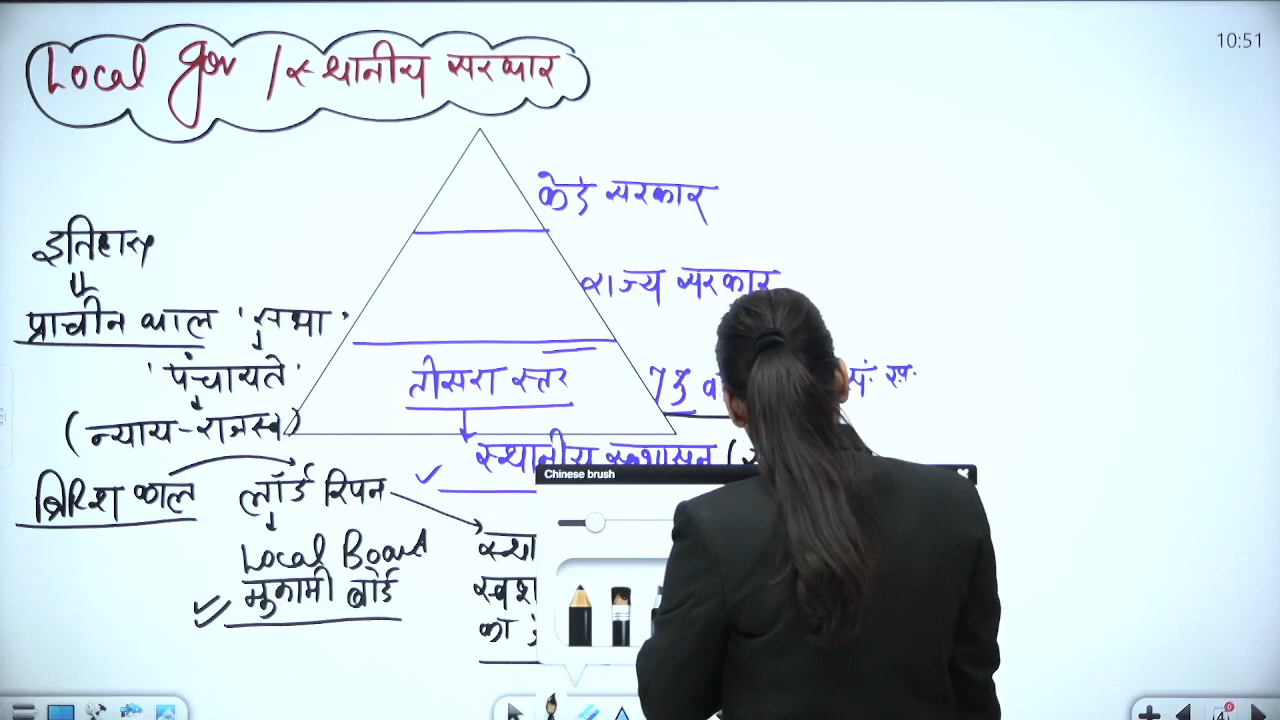 Local gov / स्थानीय सरकार
10:51
केंद्र सरकार
राज्य सरकार
तीसरा स्तर
73 वां
सं. सं.
स्थानीय स्वशासन (
इतिहास
प्राचीन काल 'सभा'
'पंचायते'
(न्याय-राजस्व)
ब्रिटिश काल
लॉर्ड रिपन
Local Board
मुकामी बोर्ड
स्था
स्वश
का
Chinese brush